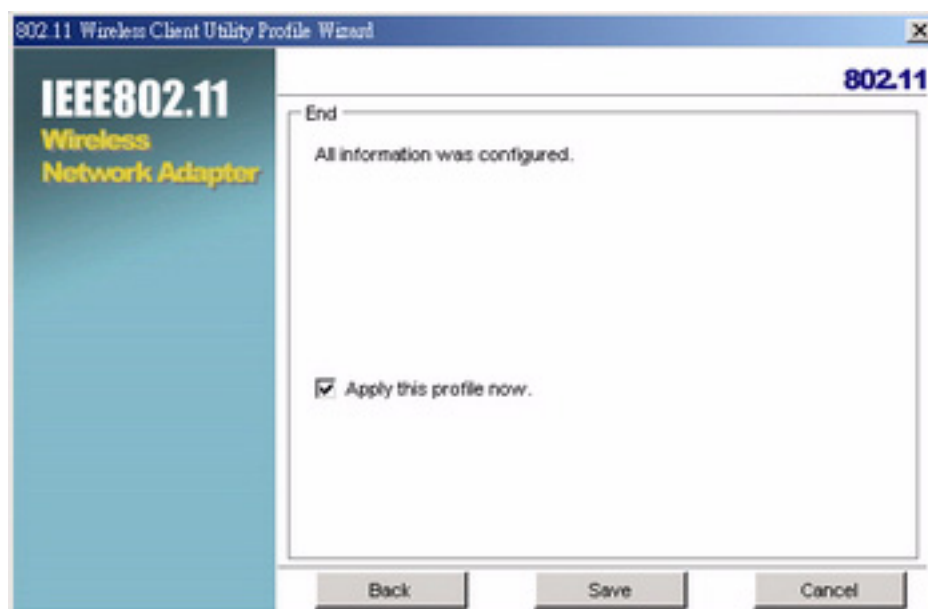 802.11 Wireless Client Utility Profile Wizard
IEEE802.11
Wireless
Network Adapter
802.11
End
All information was configured.
Apply this profile now.
Back
Save
Cancel